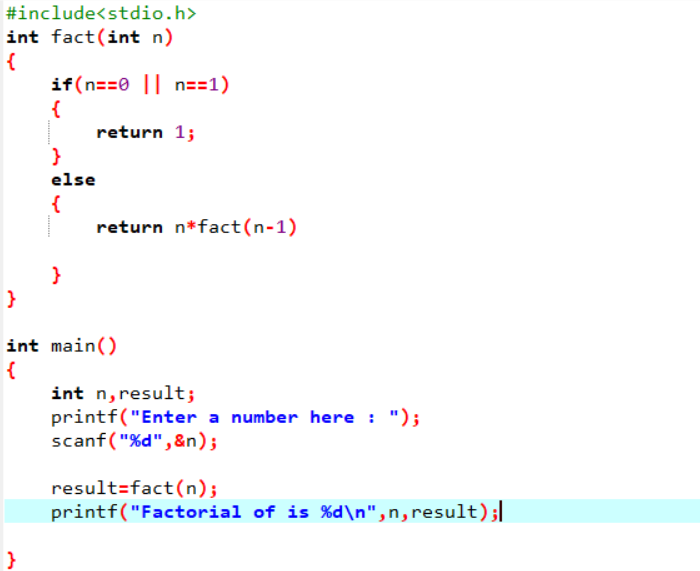 #include<stdio.h>
int fact(int n)
{
    if(n==0 || n==1)
    {
        return 1;
    }
    else
    {
        return n*fact(n-1)

    }
}

int main()
{
    int n,result;
    printf("Enter a number here : ");
    scanf("%d",&n);

    result=fact(n);
    printf("Factorial of is %d\n",n,result);

}